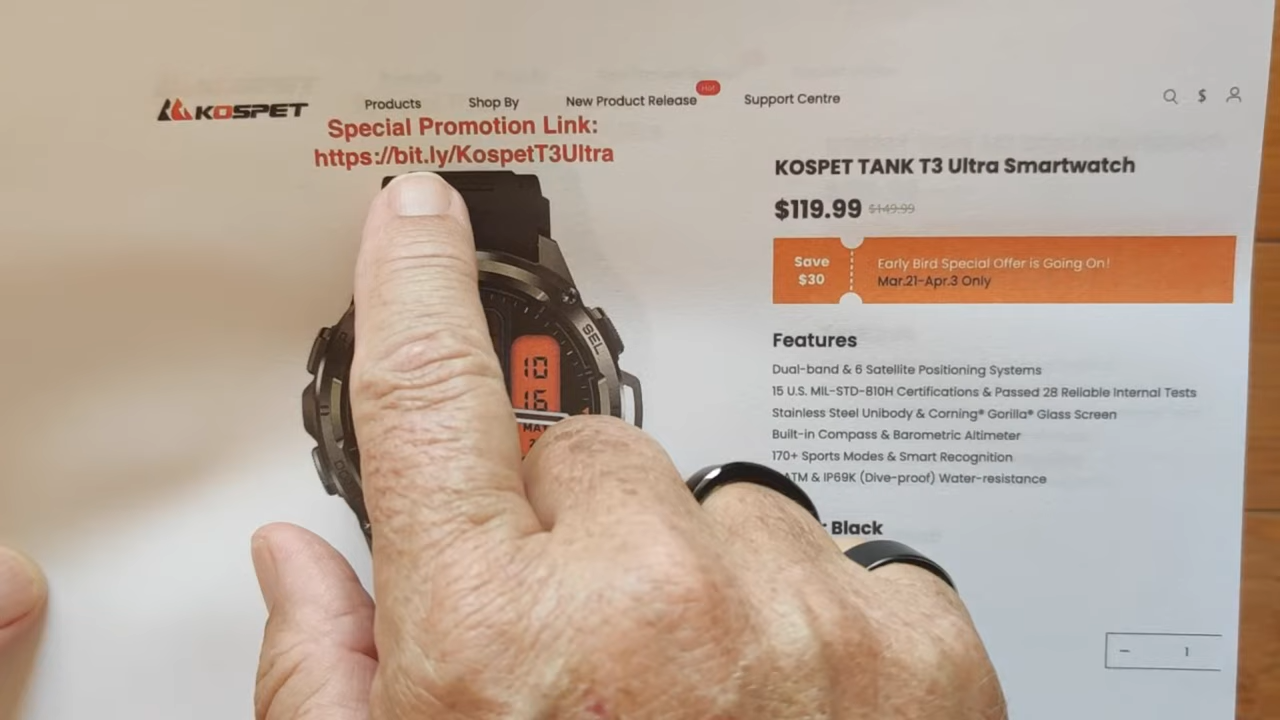 KOSPET
Products Shop By New Product Release Hot Support Centre $
Special Promotion Link:
https://bit.ly/KospetT3Ultra
KOSPET TANK T3 Ultra Smartwatch
$119.99 $149.99
Save
$30
Early Bird Special Offer is Going On!
Mar.21-Apr.3 Only
SEL
10
16
MAY
Features
Dual-band & 6 Satellite Positioning Systems
15 U.S. MIL-STD-810H Certifications & Passed 28 Reliable Internal Tests
Stainless Steel Unibody & Corning® Gorilla® Glass Screen
Built-in Compass & Barometric Altimeter
170+ Sports Modes & Smart Recognition
ATM & IP69K (Dive-proof) Water-resistance
Black
− 1